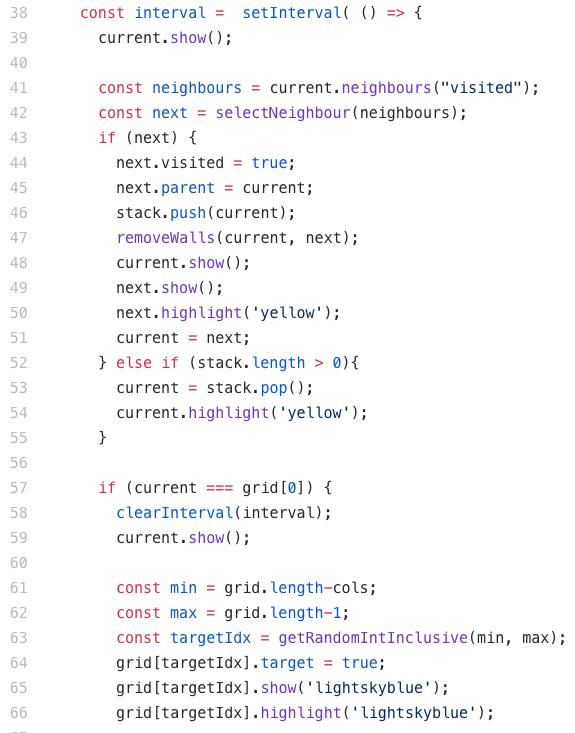 38 const interval =  setInterval( () => {
39 current.show();
40
41 const neighbours = current.neighbours("visited");
42 const next = selectNeighbour(neighbours);
43 if (next) {
44 next.visited = true;
45 next.parent = current;
46 stack.push(current);
47 removeWalls(current, next);
48 current.show();
49 next.show();
50 next.highlight('yellow');
51 current = next;
52 } else if (stack.length > 0){
53 current = stack.pop();
54 current.highlight('yellow');
55 }
56
57 if (current === grid[0]) {
58 clearInterval(interval);
59 current.show();
60
61 const min = grid.length-cols;
62 const max = grid.length-1;
63 const targetIdx = getRandomIntInclusive(min, max);
64 grid[targetIdx].target = true;
65 grid[targetIdx].show('lightskyblue');
66 grid[targetIdx].highlight('lightskyblue');